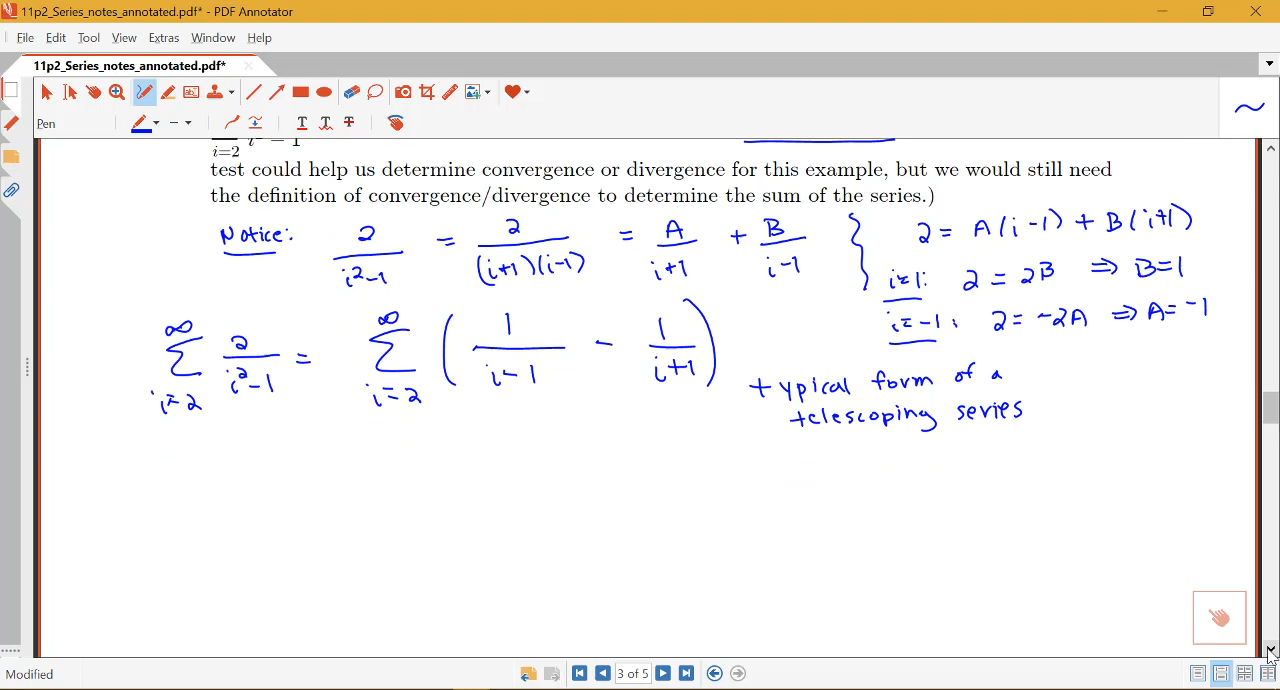 11p2_Series_notes_annotated.pdf* - PDF Annotator
File Edit Tool View Extras Window Help
11p2_Series_notes_annotated.pdf*
Pen
i=2
test could help us determine convergence or divergence for this example, but we would still need
the definition of convergence/divergence to determine the sum of the series.)
Notice: 2/(i²-1) = 2/((i+1)(i-1)) = A/(i+1) + B/(i-1) } 2 = A(i-1) + B(i+1)
i=1: 2 = 2B ⇒ B=1
i=-1: 2 = -2A ⇒ A=-1
∞∑i=2 2/(i²-1) = ∞∑i=2 (1/(i-1) - 1/(i+1))
typical form of a
telescoping series
Modified 3 of 5